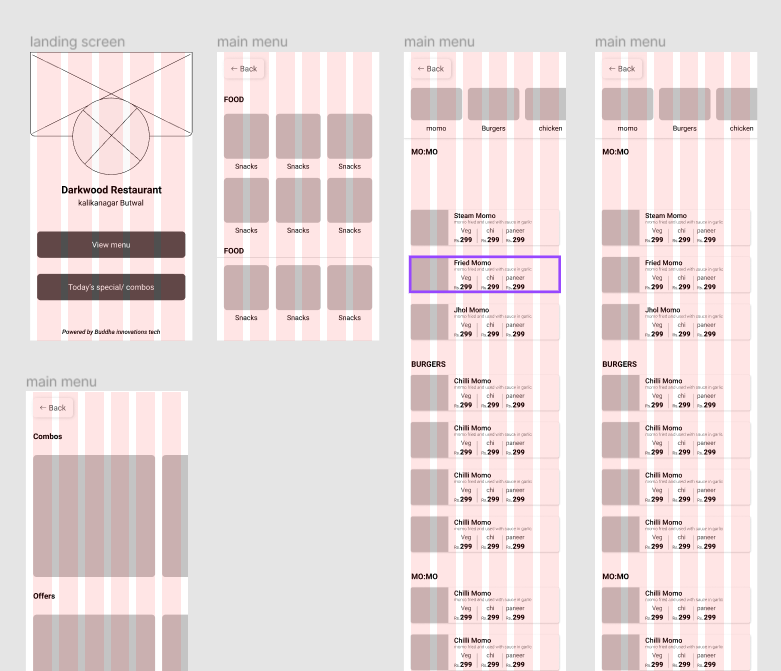 landing screen
Darkwood Restaurant
kalikanagar Butwal
View menu
Today's special/ combos
Powered by Buddha innovations tech
main menu
← Back
FOOD
Snacks Snacks Snacks
Snacks Snacks Snacks
FOOD
Snacks Snacks Snacks
main menu
← Back
momo Burgers chicken
MO:MO
Steam Momo
momo fried and used with sauce in garlic
Veg chi paneer
Rs.299 Rs.299 Rs.299
Fried Momo
momo fried and used with sauce in garlic
Veg chi paneer
Rs.299 Rs.299 Rs.299
Jhol Momo
momo fried and used with sauce in garlic
Veg chi paneer
Rs.299 Rs.299 Rs.299
BURGERS
Chilli Momo
momo fried and used with sauce in garlic
Veg chi paneer
Rs.299 Rs.299 Rs.299
Chilli Momo
momo fried and used with sauce in garlic
Veg chi paneer
Rs.299 Rs.299 Rs.299
Chilli Momo
momo fried and used with sauce in garlic
Veg chi paneer
Rs.299 Rs.299 Rs.299
Chilli Momo
momo fried and used with sauce in garlic
Veg chi paneer
Rs.299 Rs.299 Rs.299
MO:MO
Chilli Momo
momo fried and used with sauce in garlic
Veg chi paneer
Rs.299 Rs.299 Rs.299
Chilli Momo
momo fried and used with sauce in garlic
Veg chi paneer
Rs.299 Rs.299 Rs.299
main menu
← Back
momo Burgers chicken
MO:MO
Steam Momo
momo fried and used with sauce in garlic
Veg chi paneer
Rs.299 Rs.299 Rs.299
Fried Momo
momo fried and used with sauce in garlic
Veg chi paneer
Rs.299 Rs.299 Rs.299
Jhol Momo
momo fried and used with sauce in garlic
Veg chi paneer
Rs.299 Rs.299 Rs.299
BURGERS
Chilli Momo
momo fried and used with sauce in garlic
Veg chi paneer
Rs.299 Rs.299 Rs.299
Chilli Momo
momo fried and used with sauce in garlic
Veg chi paneer
Rs.299 Rs.299 Rs.299
Chilli Momo
momo fried and used with sauce in garlic
Veg chi paneer
Rs.299 Rs.299 Rs.299
Chilli Momo
momo fried and used with sauce in garlic
Veg chi paneer
Rs.299 Rs.299 Rs.299
MO:MO
Chilli Momo
momo fried and used with sauce in garlic
Veg chi paneer
Rs.299 Rs.299 Rs.299
Chilli Momo
momo fried and used with sauce in garlic
Veg chi paneer
Rs.299 Rs.299 Rs.299
main menu
← Back
Combos
Offers